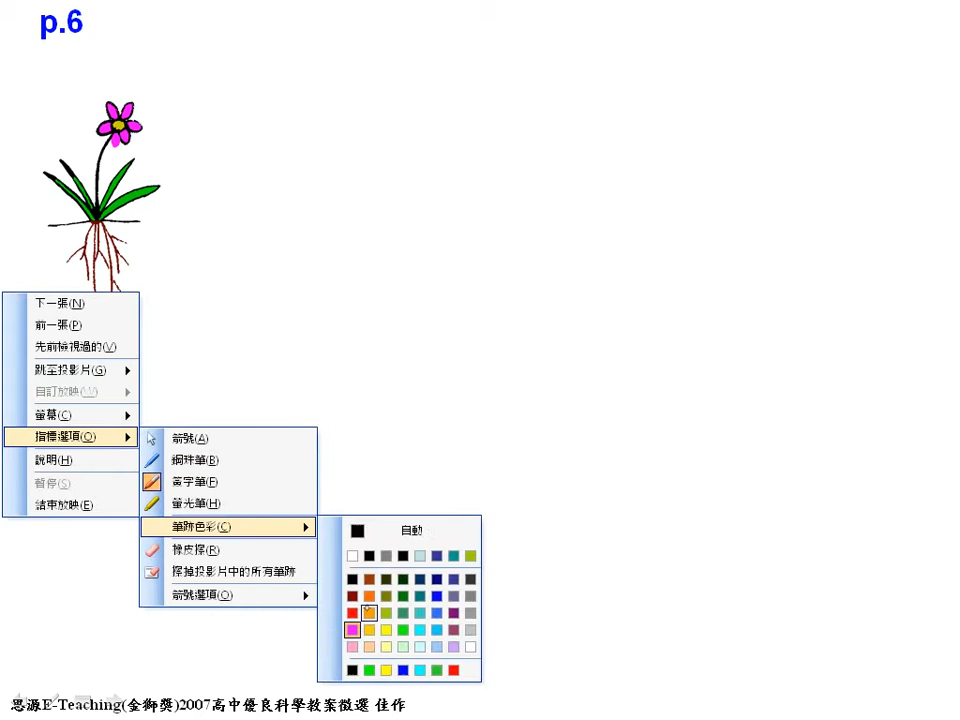 p.6
下一張(N)
前一張(P)
先前檢視過的(V)
跳至投影片(G)
自訂放映(W)
螢幕(C)
指標選項(O)
說明(H)
暫停(S)
結束放映(E)
箭號(A)
鋼珠筆(B)
簽字筆(F)
螢光筆(H)
筆跡色彩(C)
橡皮擦(R)
擦掉投影片中的所有筆跡
箭號選項(O)
自動
思源E-Teaching(金獅獎)2007高中優良科學教案徵選 佳作